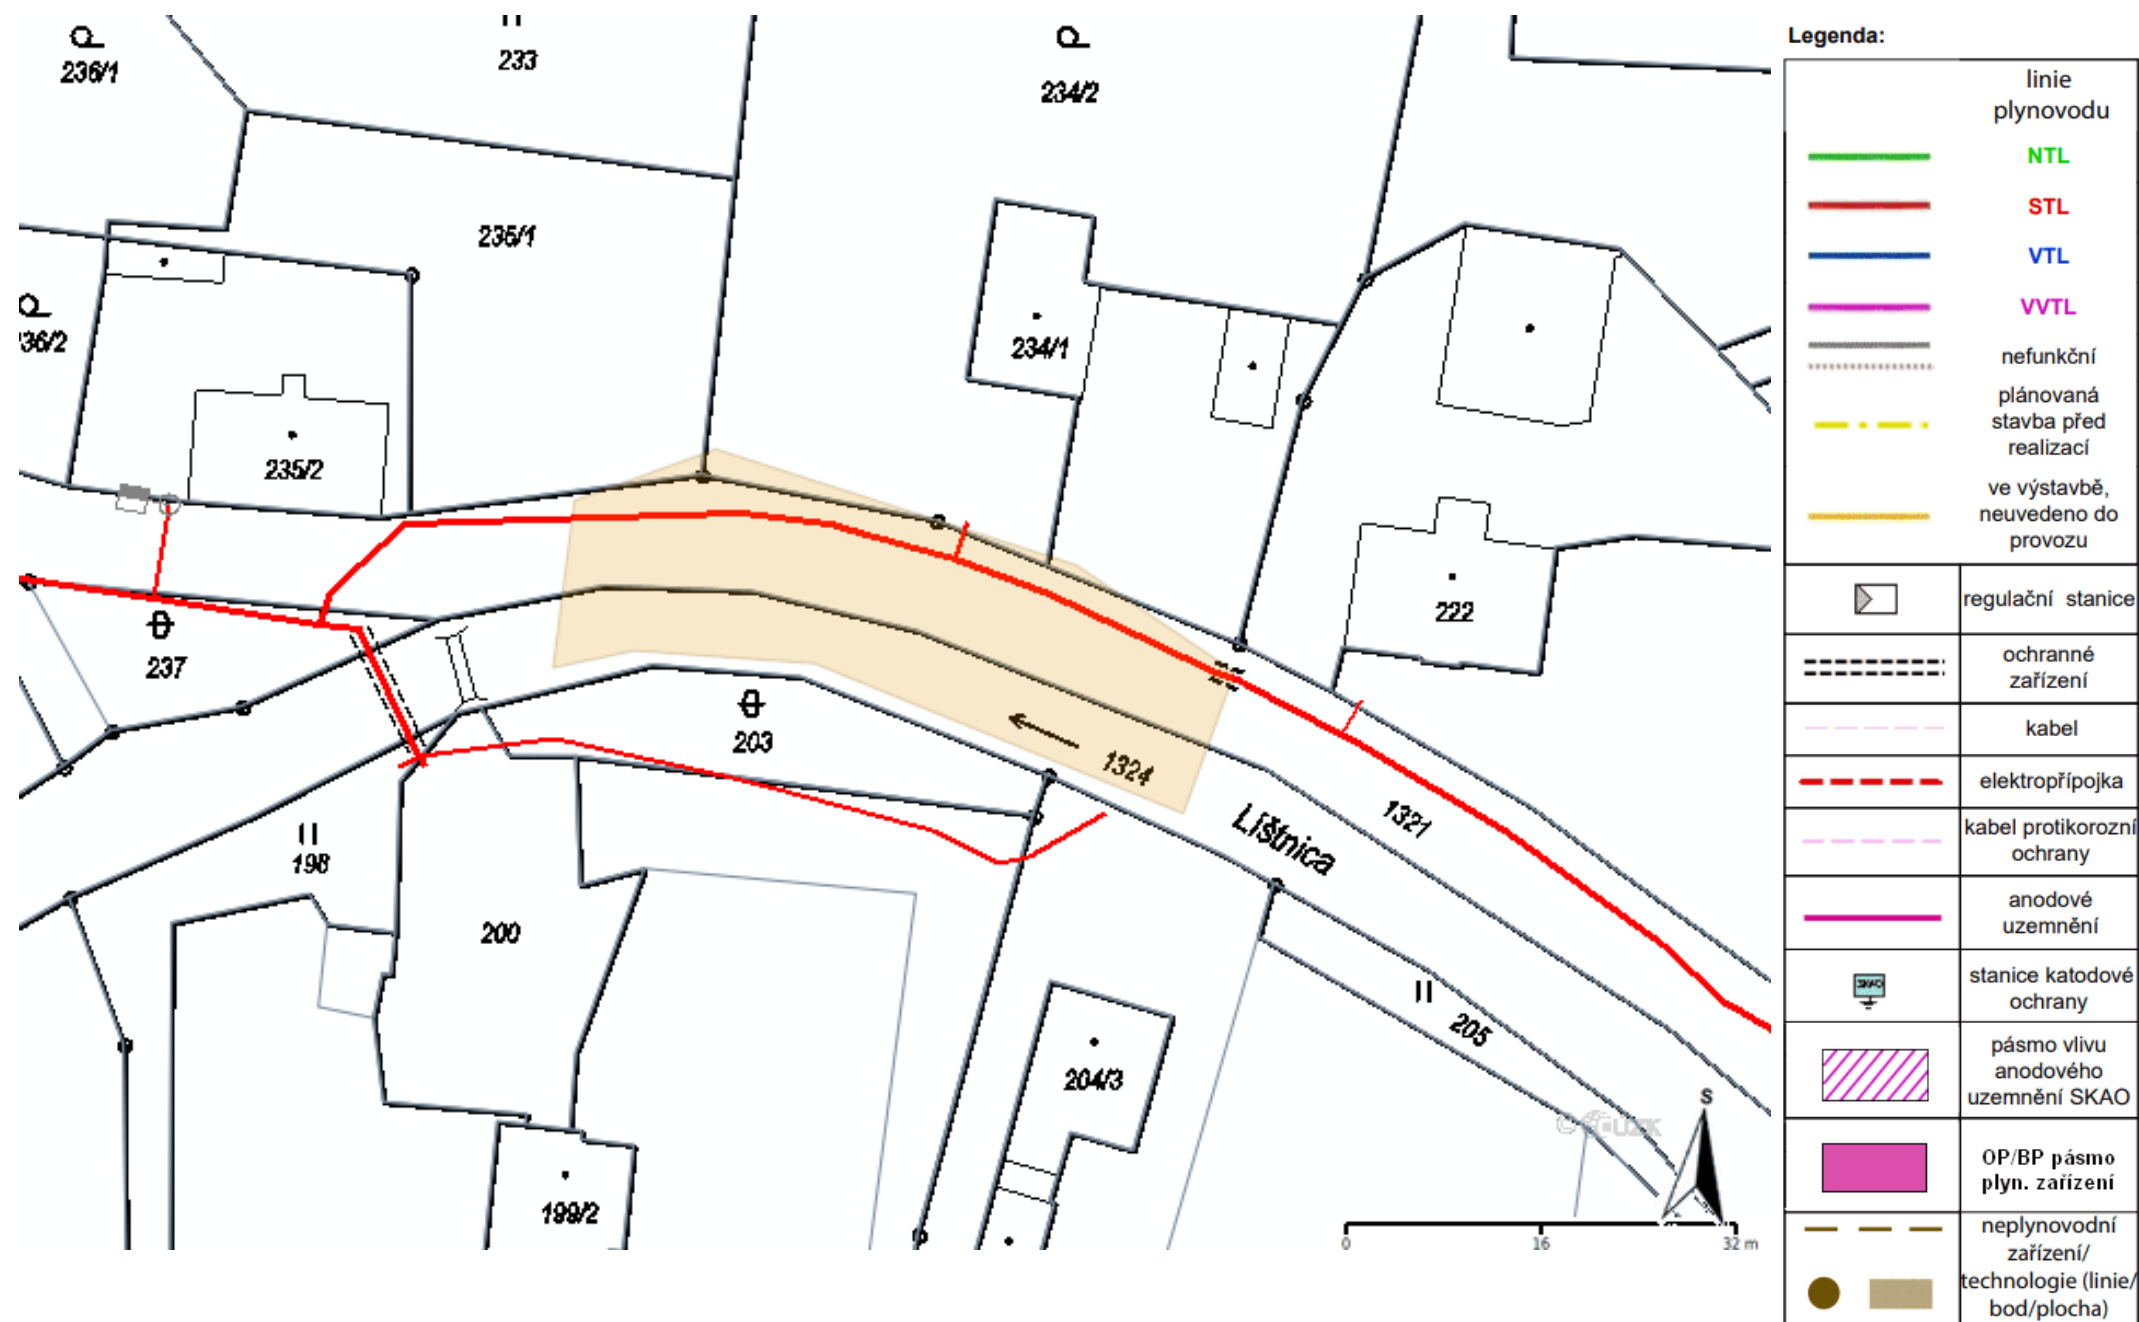 236/1
233
234/2
235/1
36/2
234/1
235/2
222
237
203
1324
1321
Lištnica
198
200
205
204/3
199/2
S
0 16 32 m
Legenda:
linie
plynovodu
NTL
STL
VTL
VVTL
nefunkční
plánovaná
stavba před
realizací
ve výstavbě,
neuvedeno do
provozu
regulační stanice
ochranné
zařízení
kabel
elektropřípojka
kabel protikorozní
ochrany
anodové
uzemnění
SKAO
stanice katodové
ochrany
pásmo vlivu
anodového
uzemnění SKAO
OP/BP pásmo
plyn. zařízení
neplynovodní
zařízení/
technologie (linie/
bod/plocha)